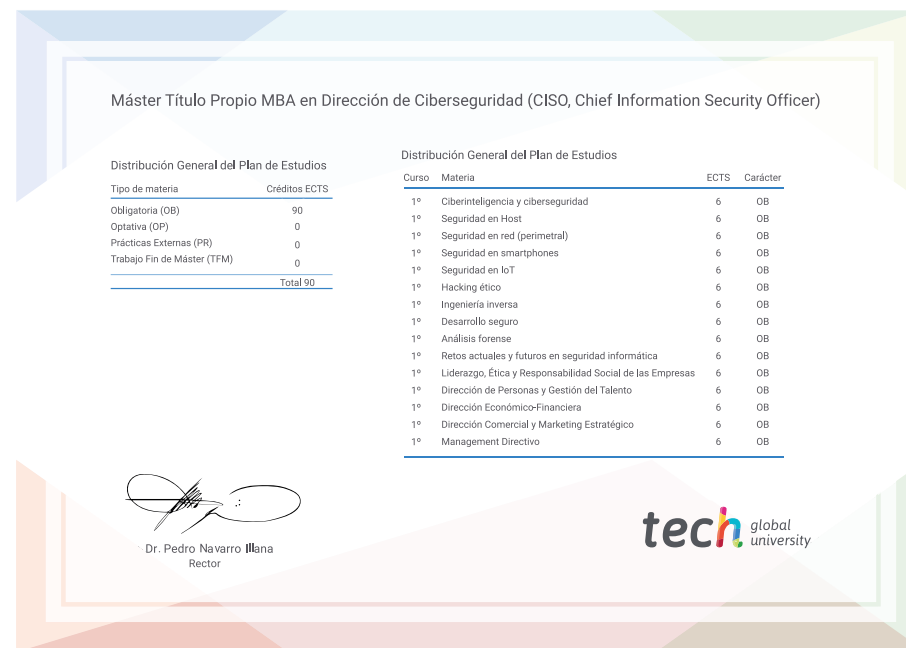 Máster Título Propio MBA en Dirección de Ciberseguridad (CISO, Chief Information Security Officer)
Distribución General del Plan de Estudios
Tipo de materia Créditos ECTS
Obligatoria (OB) 90
Optativa (OP) 0
Prácticas Externas (PR) 0
Trabajo Fin de Máster (TFM) 0
Total 90
Distribución General del Plan de Estudios
Curso Materia ECTS Carácter
1º Ciberinteligencia y ciberseguridad 6 OB
1º Seguridad en Host 6 OB
1º Seguridad en red (perimetral) 6 OB
1º Seguridad en smartphones 6 OB
1º Seguridad en IoT 6 OB
1º Hacking ético 6 OB
1º Ingeniería inversa 6 OB
1º Desarrollo seguro 6 OB
1º Análisis forense 6 OB
1º Retos actuales y futuros en seguridad informática 6 OB
1º Liderazgo, Ética y Responsabilidad Social de las Empresas 6 OB
1º Dirección de Personas y Gestión del Talento 6 OB
1º Dirección Económico-Financiera 6 OB
1º Dirección Comercial y Marketing Estratégico 6 OB
1º Management Directivo 6 OB
Dr. Pedro Navarro Illana
Rector
tech global
university